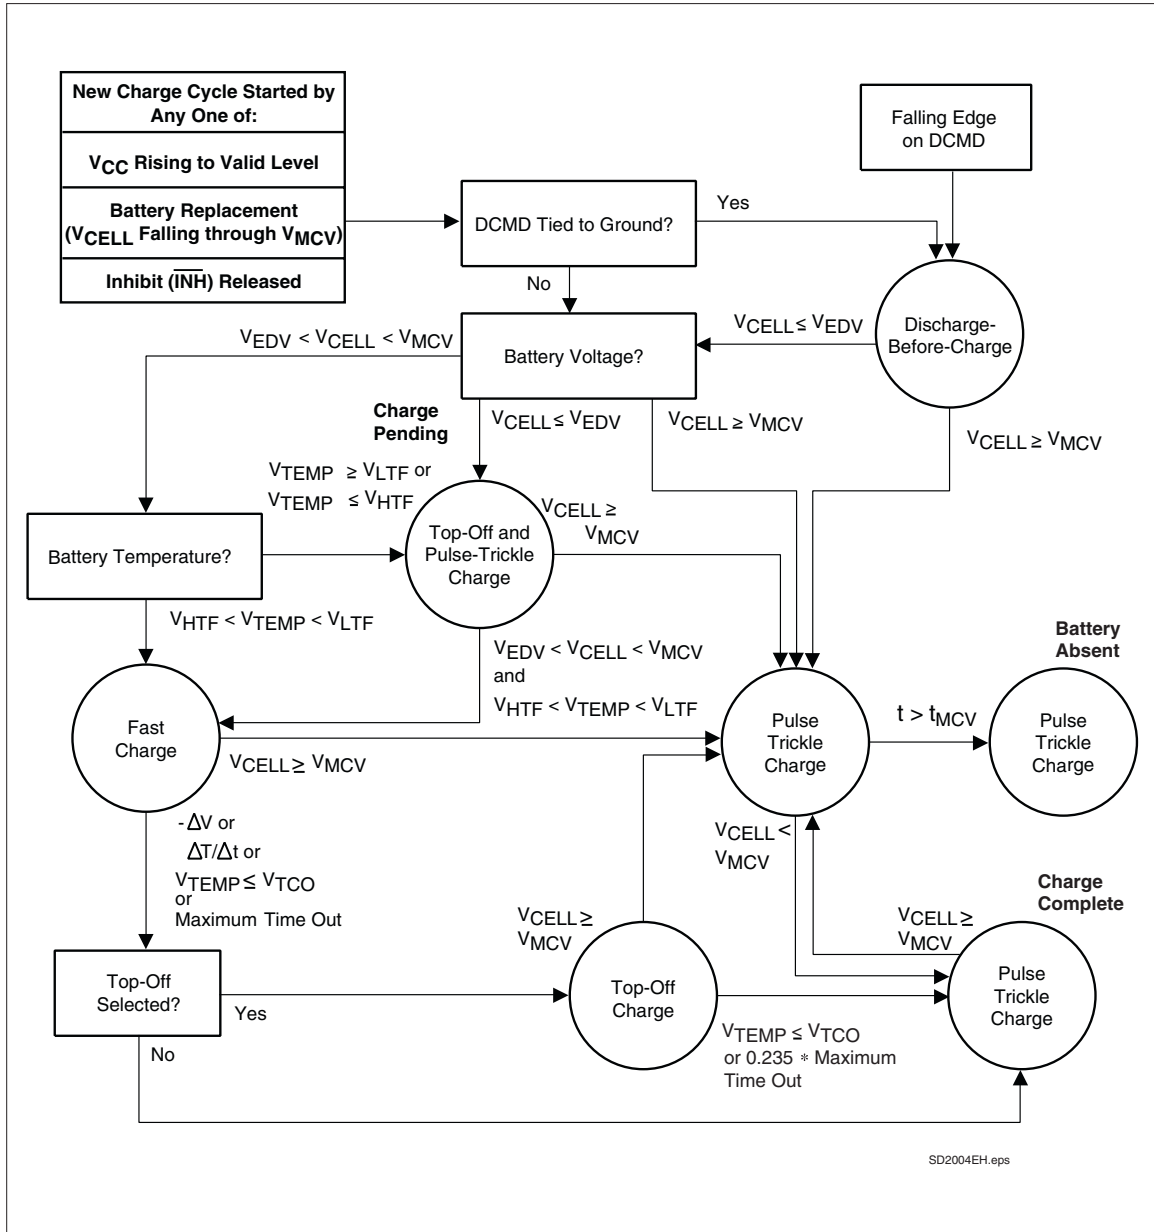 New Charge Cycle Started by
Any One of:
VCC Rising to Valid Level
Battery Replacement
(VCELL Falling through VMCV)
Inhibit (INH) Released
Falling Edge
on DCMD
DCMD Tied to Ground?
Yes
No
VEDV < VCELL < VMCV
Battery Voltage?
VCELL ≤ VEDV
Discharge-
Before-Charge
Charge
Pending
VCELL ≤ VEDV
VCELL ≥ VMCV
VCELL ≥ VMCV
VTEMP ≥ VLTF or
VTEMP ≤ VHTF
Battery Temperature?
Top-Off and
Pulse-Trickle
Charge
VCELL ≥
VMCV
VHTF < VTEMP < VLTF
VEDV < VCELL < VMCV
and
VHTF < VTEMP < VLTF
Battery
Absent
Fast
Charge
VCELL ≥ VMCV
Pulse
Trickle
Charge
t > tMCV
Pulse
Trickle
Charge
-ΔV or
ΔT/Δt or
VTEMP ≤ VTCO
or
Maximum Time Out
VCELL <
VMCV
Charge
Complete
VCELL ≥
VMCV
VCELL ≥
VMCV
Top-Off
Selected?
Yes
No
Top-Off
Charge
Pulse
Trickle
Charge
VTEMP ≤ VTCO
or 0.235 * Maximum
Time Out
SD2004EH.eps